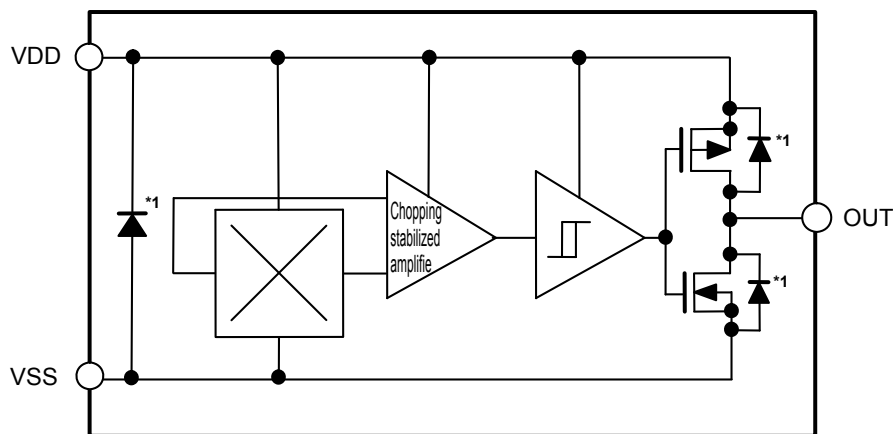 VDD
*1
*1
Chopping
stabilized
amplifie
OUT
*1
VSS